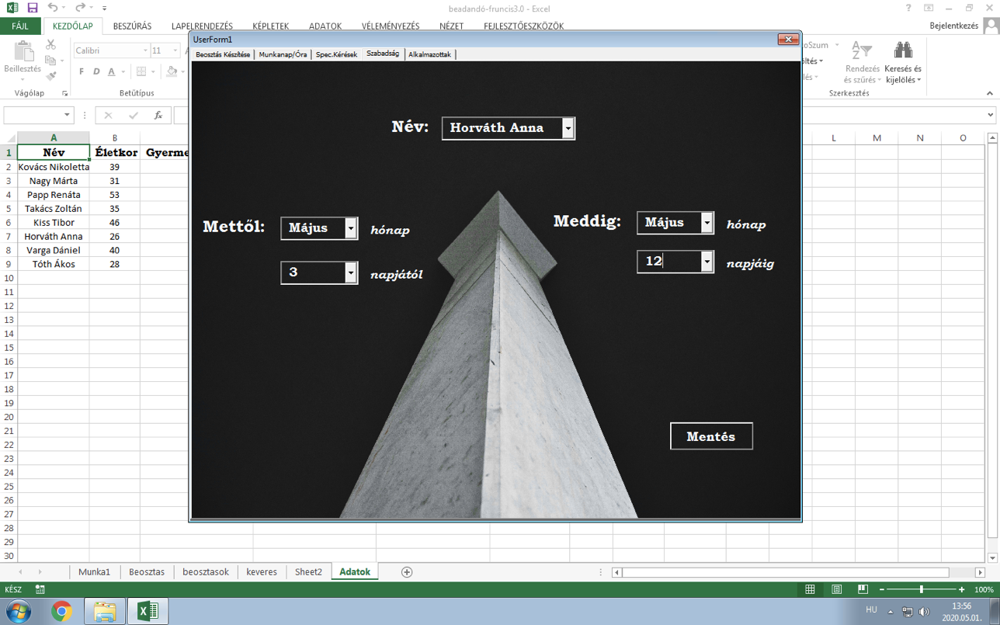 beadandó-fruncis3.0 - Excel
FÁJL KEZDŐLAP BESZÚRÁS LAPELRENDEZÉS KÉPLETEK ADATOK VÉLEMÉNYEZÉS NÉZET FEJLESZTŐESZKÖZÖK Bejelentkezés
Beillesztés
Calibri 11
F D A
Vágólap Betűtípus
Rendezés és szűrés
Keresés és kijelölés
Szerkesztés
fx
UserForm1
Beosztás Készítése Munkanap/Óra Spec.Kérések Szabadság Alkalmazottak
Név: Horváth Anna
Mettől: Május hónap
3 napjától
Meddig: Május hónap
12 napjáig
Mentés
A B L M N O
1 Név Életkor
2 Kovács Nikoletta 39
3 Nagy Márta 31
4 Papp Renáta 53
5 Takács Zoltán 35
6 Kiss Tibor 46
7 Horváth Anna 26
8 Varga Dániel 40
9 Tóth Ákos 28
10
11
12
13
14
15
16
17
18
19
20
21
22
23
24
25
26
27
28
29
30
Munka1 Beosztas beosztasok keveres Sheet2 Adatok
KÉSZ 100%
HU 13:56
2020.05.01.